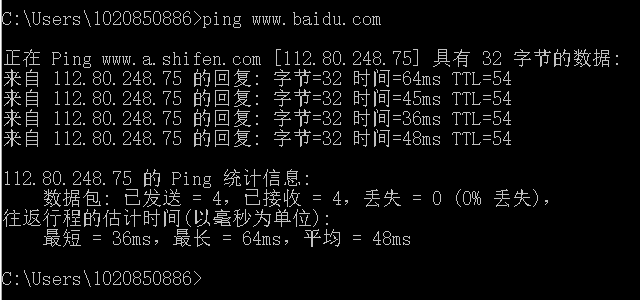 C:\Users\1020850886>ping www.baidu.com
正在 Ping www.a.shifen.com [112.80.248.75] 具有 32 字节的数据:
来自 112.80.248.75 的回复: 字节=32 时间=64ms TTL=54
来自 112.80.248.75 的回复: 字节=32 时间=45ms TTL=54
来自 112.80.248.75 的回复: 字节=32 时间=36ms TTL=54
来自 112.80.248.75 的回复: 字节=32 时间=48ms TTL=54
112.80.248.75 的 Ping 统计信息:
数据包: 已发送 = 4，已接收 = 4，丢失 = 0 (0% 丢失)，
往返行程的估计时间(以毫秒为单位):
最短 = 36ms，最长 = 64ms，平均 = 48ms
C:\Users\1020850886>